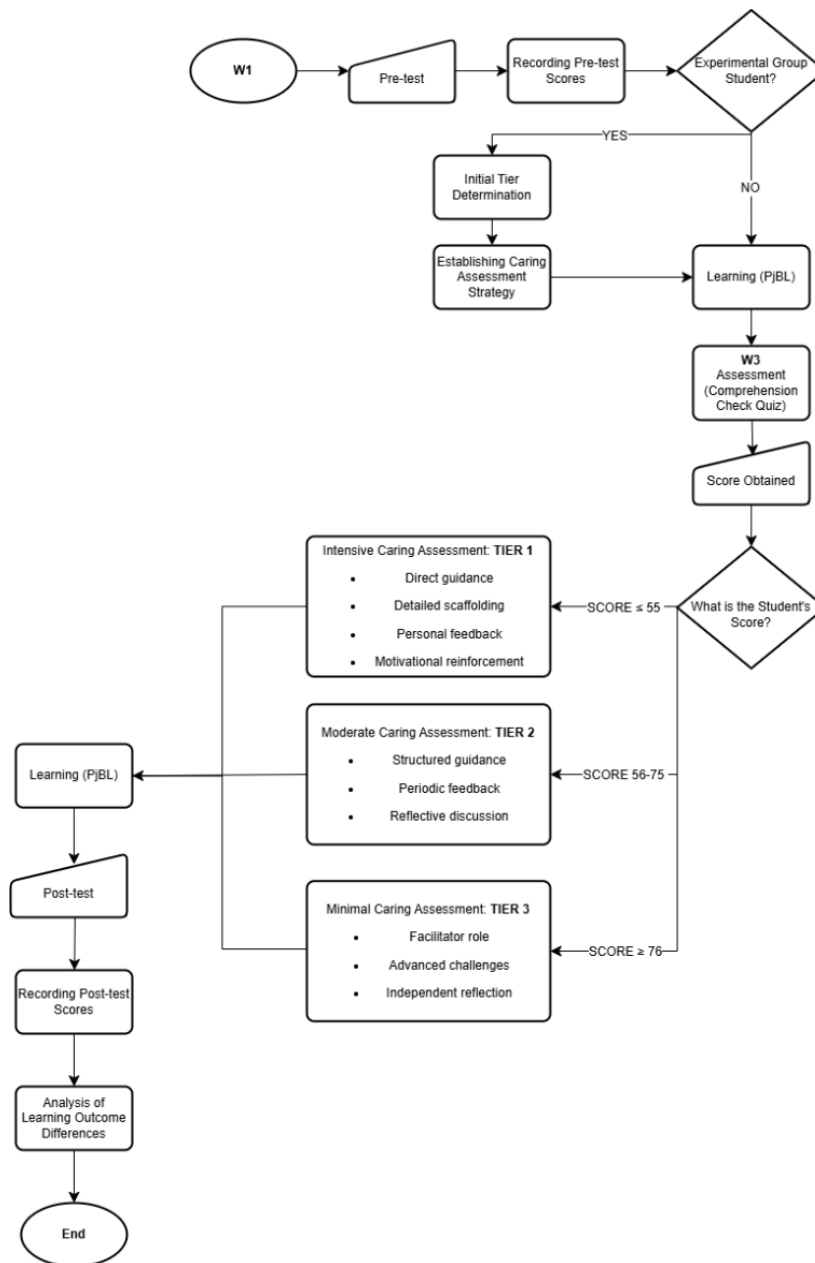 W1
Pre-test
Recording Pre-test
Scores
Experimental Group
Student?
YES
NO
Initial Tier
Determination
Establishing Caring
Assessment
Strategy
Learning (PjBL)
W3
Assessment
(Comprehension
Check Quiz)
Score Obtained
What is the Student's
Score?
SCORE ≤ 55
Intensive Caring Assessment: TIER 1
• Direct guidance
• Detailed scaffolding
• Personal feedback
• Motivational reinforcement
SCORE 56-75
Moderate Caring Assessment: TIER 2
• Structured guidance
• Periodic feedback
• Reflective discussion
SCORE ≥ 76
Minimal Caring Assessment: TIER 3
• Facilitator role
• Advanced challenges
• Independent reflection
Learning (PjBL)
Post-test
Recording Post-test
Scores
Analysis of
Learning Outcome
Differences
End